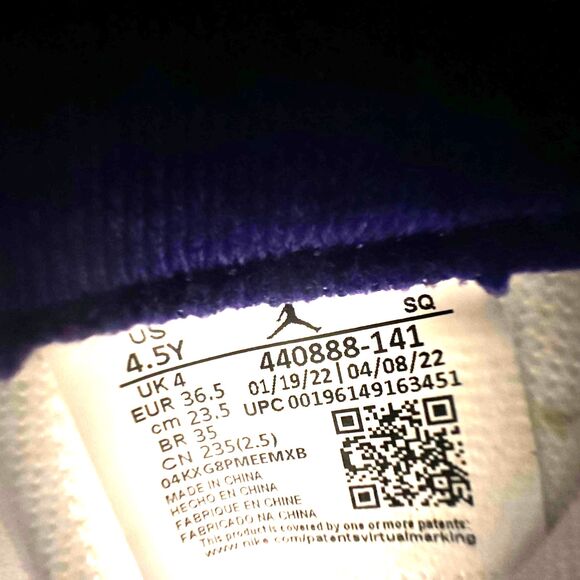 US
4.5Y
SQ
UK 4
440888-141
EUR 36.5
01/19/22 | 04/08/22
cm 23.5
UPC 00196149163451
BR 35
CN 235(2.5)
04KXG8PMEEMXB
MADE IN CHINA
HECHO EN CHINA
FABRIQUE EN CHINE
FABRICADO NA CHINA
This product is covered by one or more patents:
www.nike.com/patentsvirtualmarking